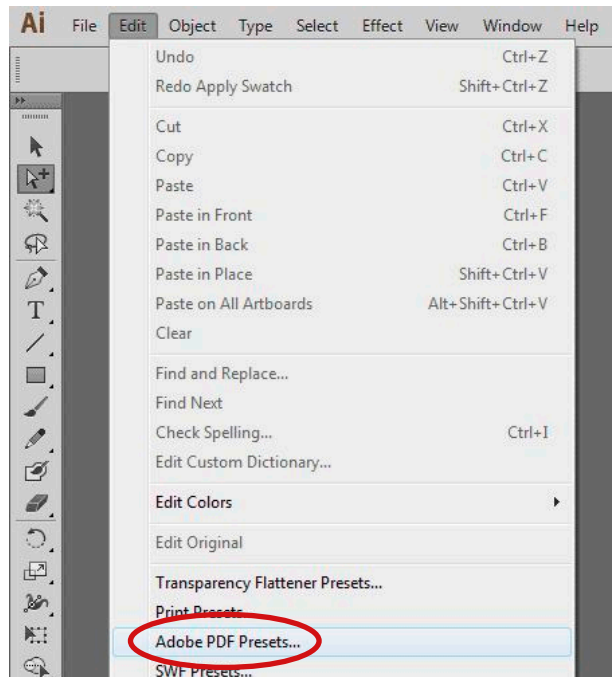 Ai File Edit Object Type Select Effect View Window Help
Undo Ctrl+Z
Redo Apply Swatch Shift+Ctrl+Z
Cut Ctrl+X
Copy Ctrl+C
Paste Ctrl+V
Paste in Front Ctrl+F
Paste in Back Ctrl+B
Paste in Place Shift+Ctrl+V
Paste on All Artboards Alt+Shift+Ctrl+V
Clear
Find and Replace...
Find Next
Check Spelling... Ctrl+I
Edit Custom Dictionary...
Edit Colors
Edit Original
Transparency Flattener Presets...
Print Presets...
Adobe PDF Presets...
SWF Presets...